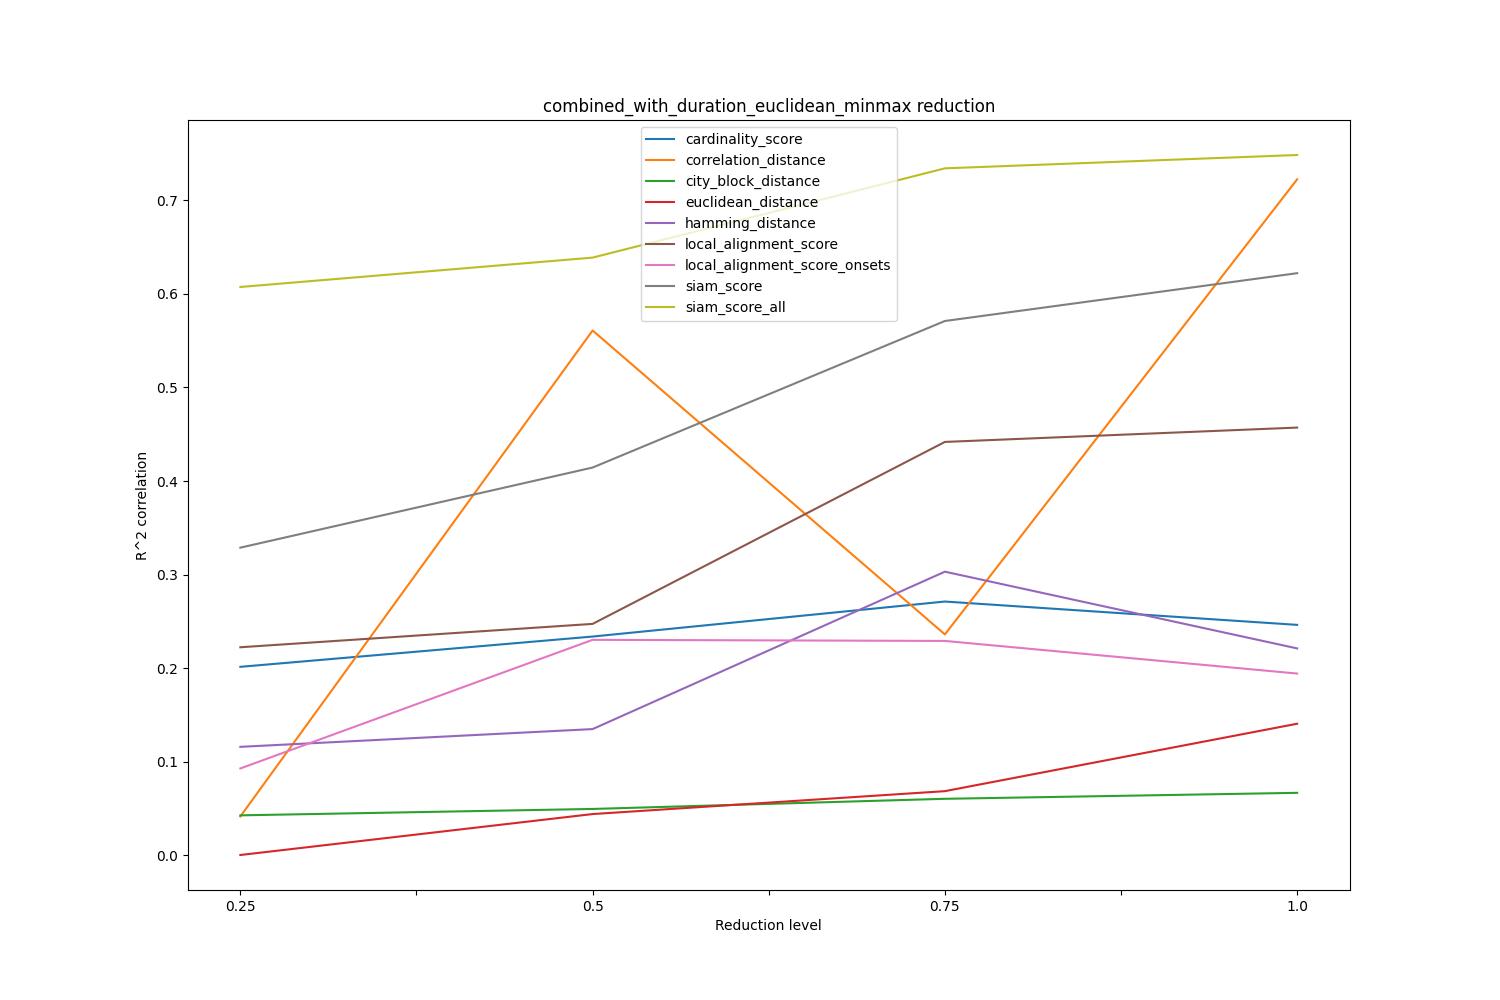 combined_with_duration_euclidean_minmax reduction
cardinality_score
correlation_distance
city_block_distance
euclidean_distance
hamming_distance
local_alignment_score
local_alignment_score_onsets
siam_score
siam_score_all
R^2 correlation
0.7
0.6
0.5
0.4
0.3
0.2
0.1
0.0
0.25 0.5 0.75 1.0
Reduction level